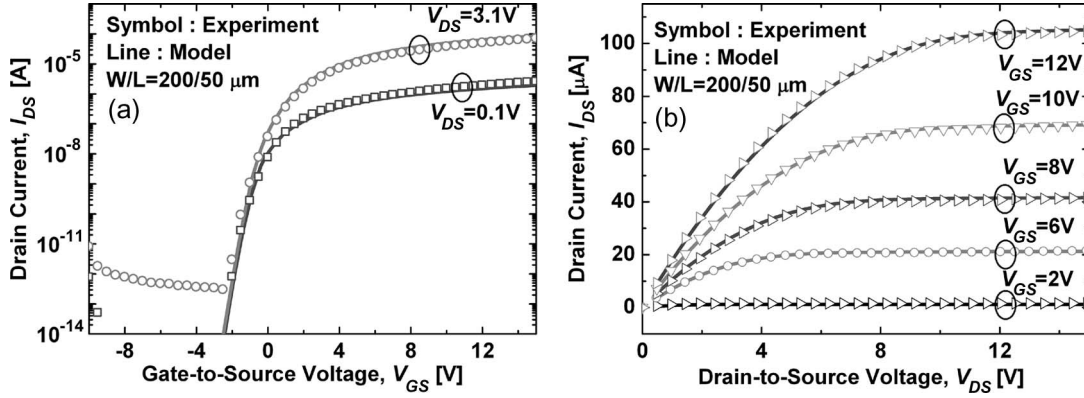 Symbol : Experiment
Line : Model
W/L=200/50 μm
(a)
V_DS=3.1V
V_DS=0.1V
10^-5
10^-8
10^-11
10^-14
Drain Current, I_DS [A]
-8 -4 0 4 8 12
Gate-to-Source Voltage, V_GS [V]
Symbol : Experiment
Line : Model
W/L=200/50 μm
(b)
V_GS=12V
V_GS=10V
V_GS=8V
V_GS=6V
V_GS=2V
100
80
60
40
20
0
Drain Current, I_DS [μA]
0 4 8 12
Drain-to-Source Voltage, V_DS [V]